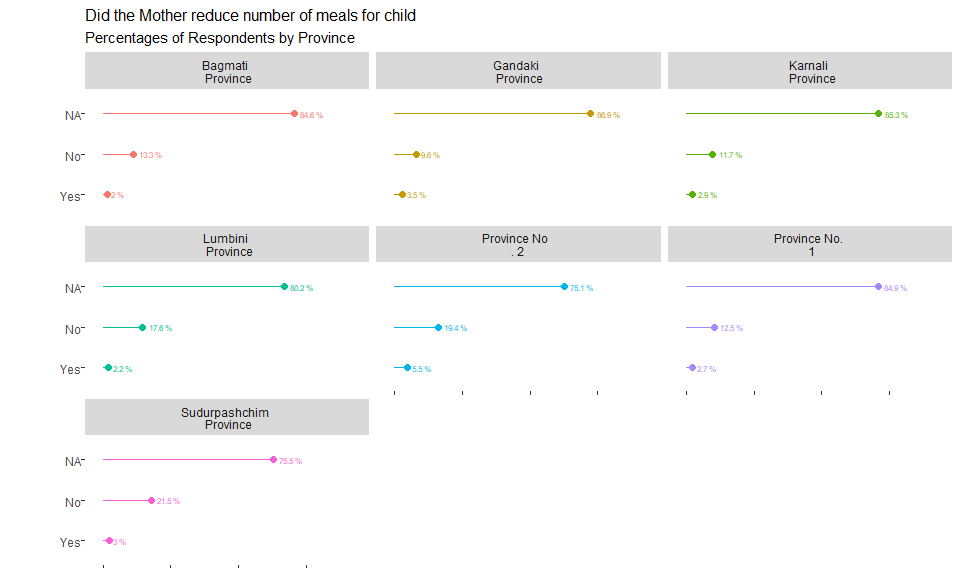 Did the Mother reduce number of meals for child
Percentages of Respondents by Province
Bagmati
Province
Gandaki
Province
Karnali
Province
NA
84.6 %
86.9 %
85.3 %
No
13.3 %
9.6 %
11.7 %
Yes
2 %
3.5 %
2.9 %
Lumbini
Province
Province No
. 2
Province No.
1
NA
80.2 %
75.1 %
84.9 %
No
17.6 %
19.4 %
12.5 %
Yes
2.2 %
5.5 %
2.7 %
Sudurpashchim
Province
NA
75.5 %
No
21.5 %
Yes
3 %